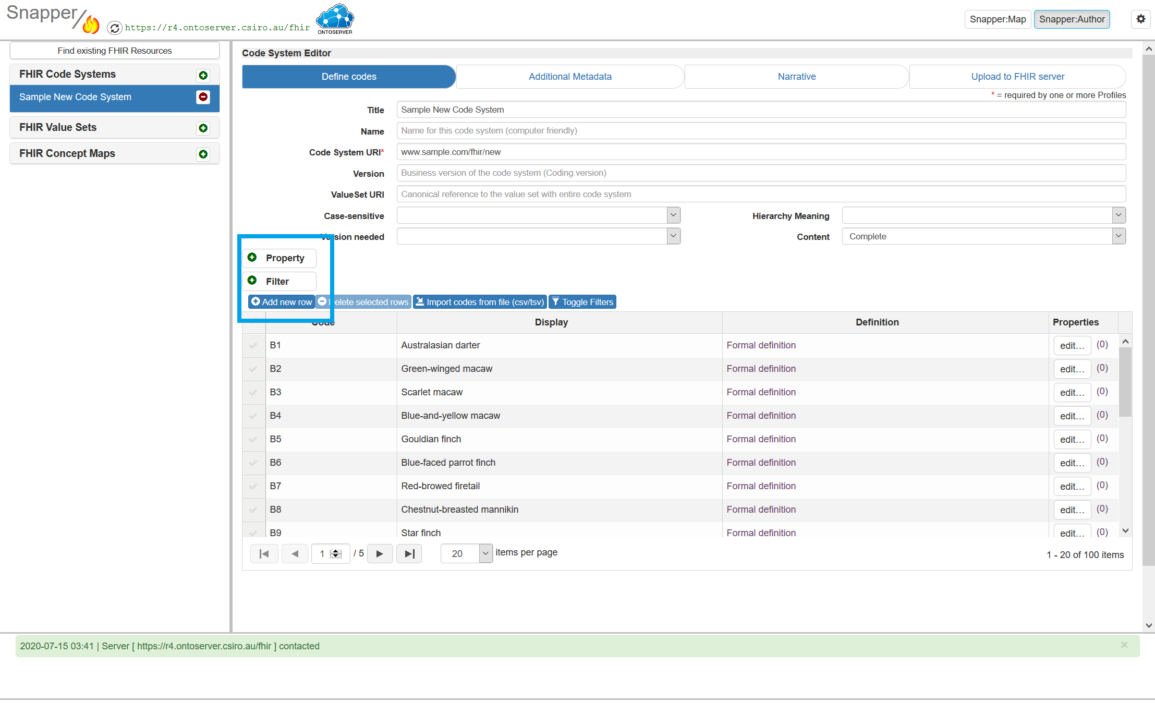 Snapper
https://r4.ontoserver.csiro.au/fhir
ONTOSERVER
Snapper:Map
Snapper:Author
Find existing FHIR Resources
FHIR Code Systems
Sample New Code System
FHIR Value Sets
FHIR Concept Maps
Code System Editor
Define codes
Additional Metadata
Narrative
Upload to FHIR server
* = required by one or more Profiles
Title Sample New Code System
Name Name for this code system (computer friendly)
Code System URI* www.sample.com/fhir/new
Version Business version of the code system (Coding.version)
ValueSet URI Canonical reference to the value set with entire code system
Case-sensitive Hierarchy Meaning
Version needed Content Complete
Property
Filter
Add new row Delete selected rows Import codes from file (csv/tsv) Toggle Filters
Code Display Definition Properties
B1 Australasian darter Formal definition edit... (0)
B2 Green-winged macaw Formal definition edit... (0)
B3 Scarlet macaw Formal definition edit... (0)
B4 Blue-and-yellow macaw Formal definition edit... (0)
B5 Gouldian finch Formal definition edit... (0)
B6 Blue-faced parrot finch Formal definition edit... (0)
B7 Red-browed firetail Formal definition edit... (0)
B8 Chestnut-breasted mannikin Formal definition edit... (0)
B9 Star finch Formal definition edit... (0)
1 / 5 20 items per page 1 - 20 of 100 items
2020-07-15 03:41 | Server [ https://r4.ontoserver.csiro.au/fhir ] contacted